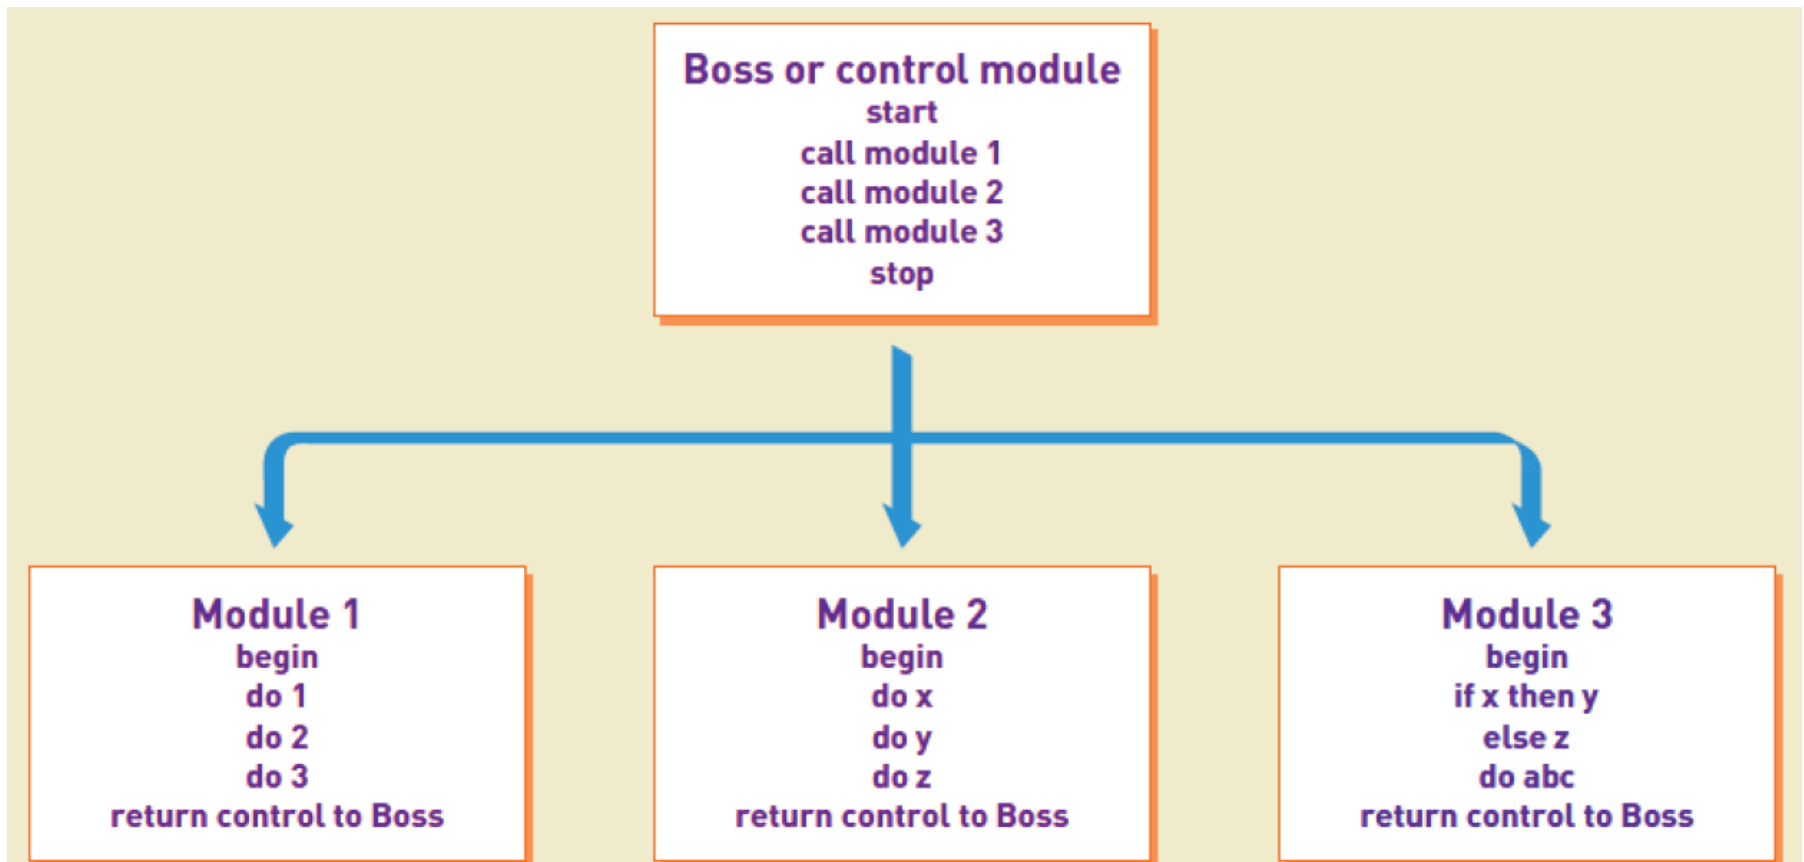 Boss or control module
start
call module 1
call module 2
call module 3
stop
Module 1
begin
do 1
do 2
do 3
return control to Boss
Module 2
begin
do x
do y
do z
return control to Boss
Module 3
begin
if x then y
else z
do abc
return control to Boss